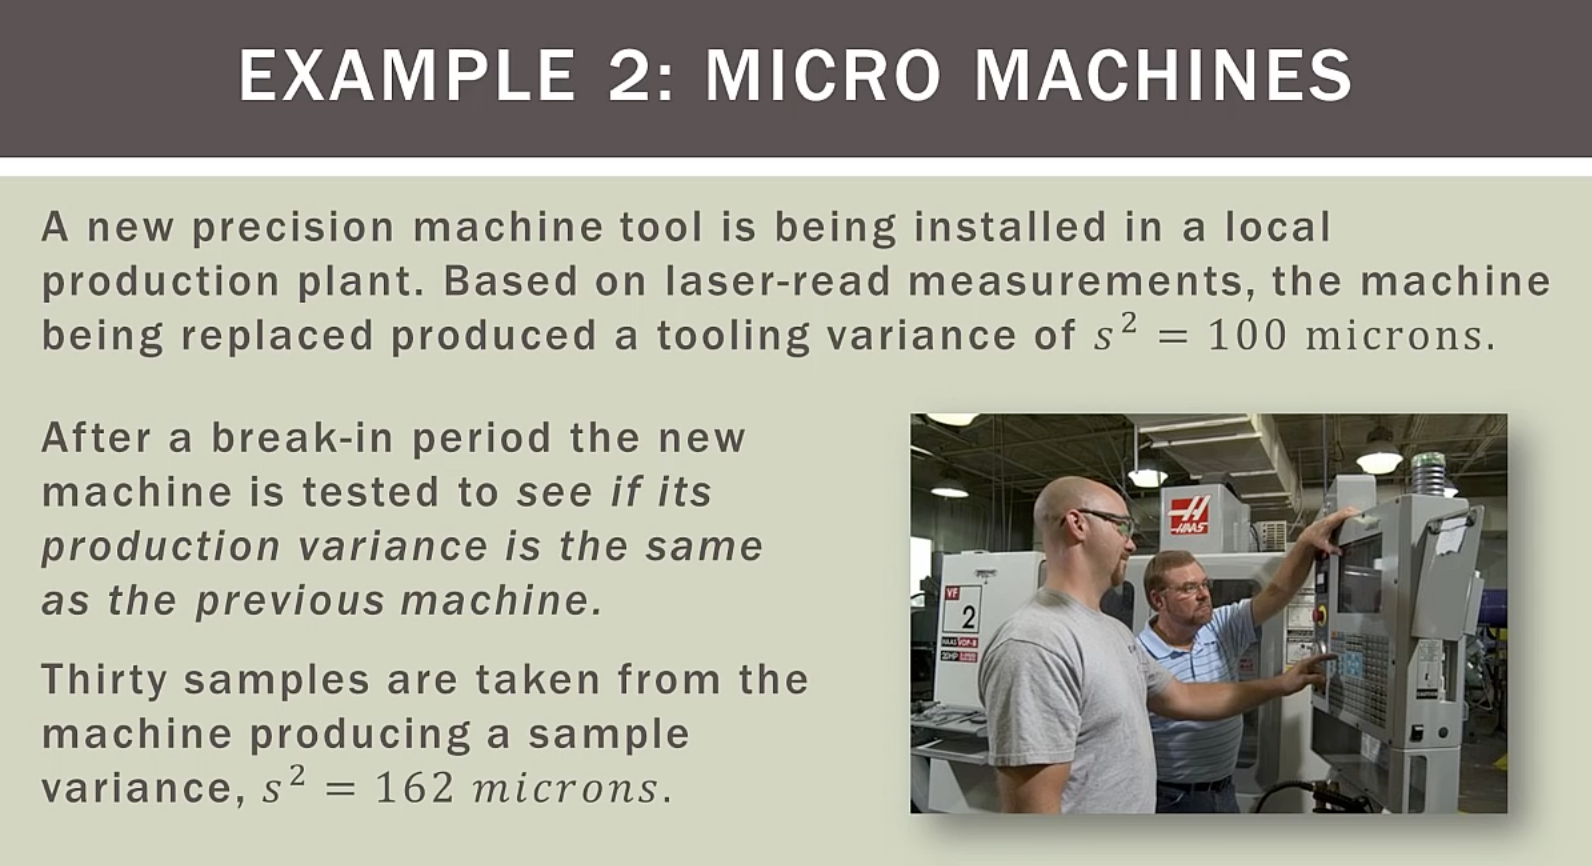 EXAMPLE 2: MICRO MACHINES
A new precision machine tool is being installed in a local
production plant. Based on laser-read measurements, the machine
being replaced produced a tooling variance of s² = 100 microns.
After a break-in period the new
machine is tested to see if its
production variance is the same
as the previous machine.
Thirty samples are taken from the
machine producing a sample
variance, s² = 162 microns.
HAAS
VF
2